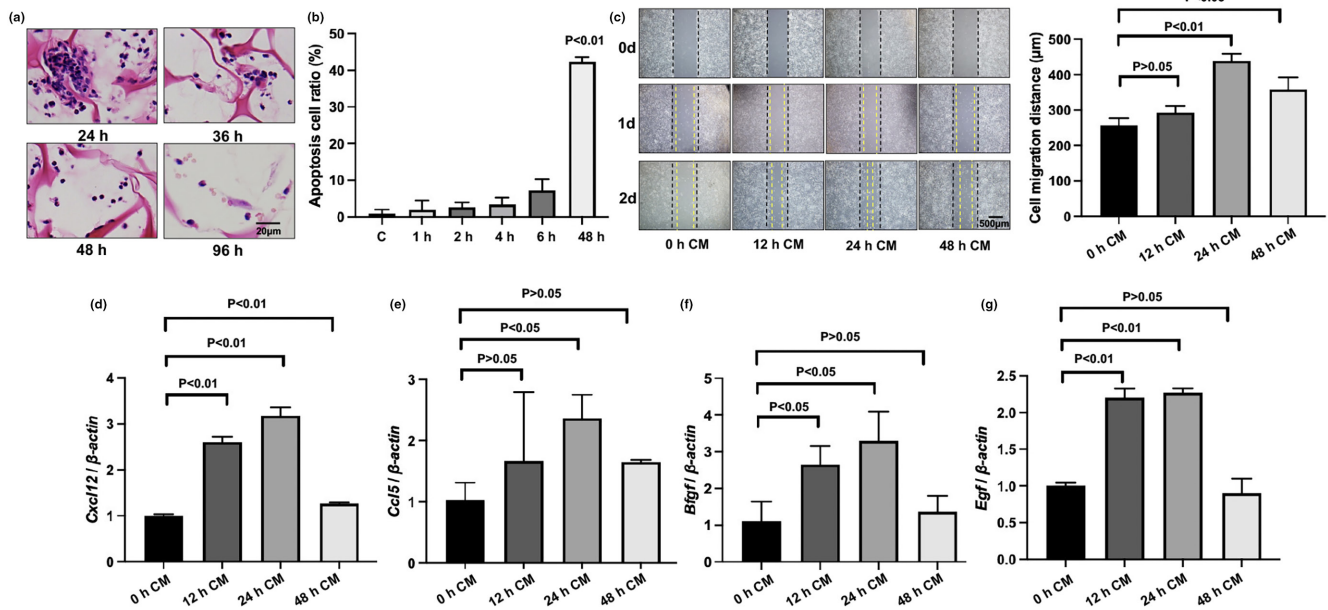 (a)
24 h
36 h
48 h
96 h
20μm
(b)
Apoptosis cell ratio (%)
50
40
30
20
10
0
P<0.01
C
1 h
2 h
4 h
6 h
48 h
(c)
0d
1d
2d
500μm
0 h CM
12 h CM
24 h CM
48 h CM
Cell migration distance (μm)
500
400
300
200
100
0
P<0.01
P>0.05
0 h CM
12 h CM
24 h CM
48 h CM
(d)
P<0.01
P<0.01
P<0.01
Cxcl12 / β-actin
4
3
2
1
0
0 h CM
12 h CM
24 h CM
48 h CM
(e)
P>0.05
P<0.05
P>0.05
Ccl5 / β-actin
3
2
1
0
0 h CM
12 h CM
24 h CM
48 h CM
(f)
P>0.05
P<0.05
P<0.05
Bfgf / β-actin
5
4
3
2
1
0
0 h CM
12 h CM
24 h CM
48 h CM
(g)
P>0.05
P<0.01
P<0.01
Egf / β-actin
2.5
2.0
1.5
1.0
0.5
0.0
0 h CM
12 h CM
24 h CM
48 h CM